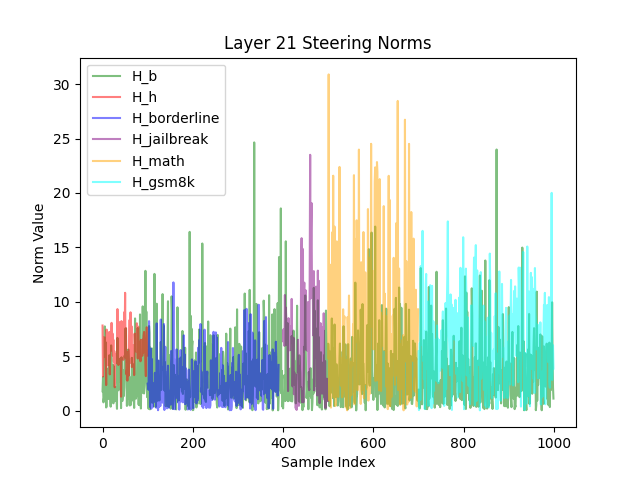 Layer 21 Steering Norms
H_b
H_h
H_borderline
H_jailbreak
H_math
H_gsm8k
Norm Value
30
25
20
15
10
5
0
0
200
400
600
800
1000
Sample Index